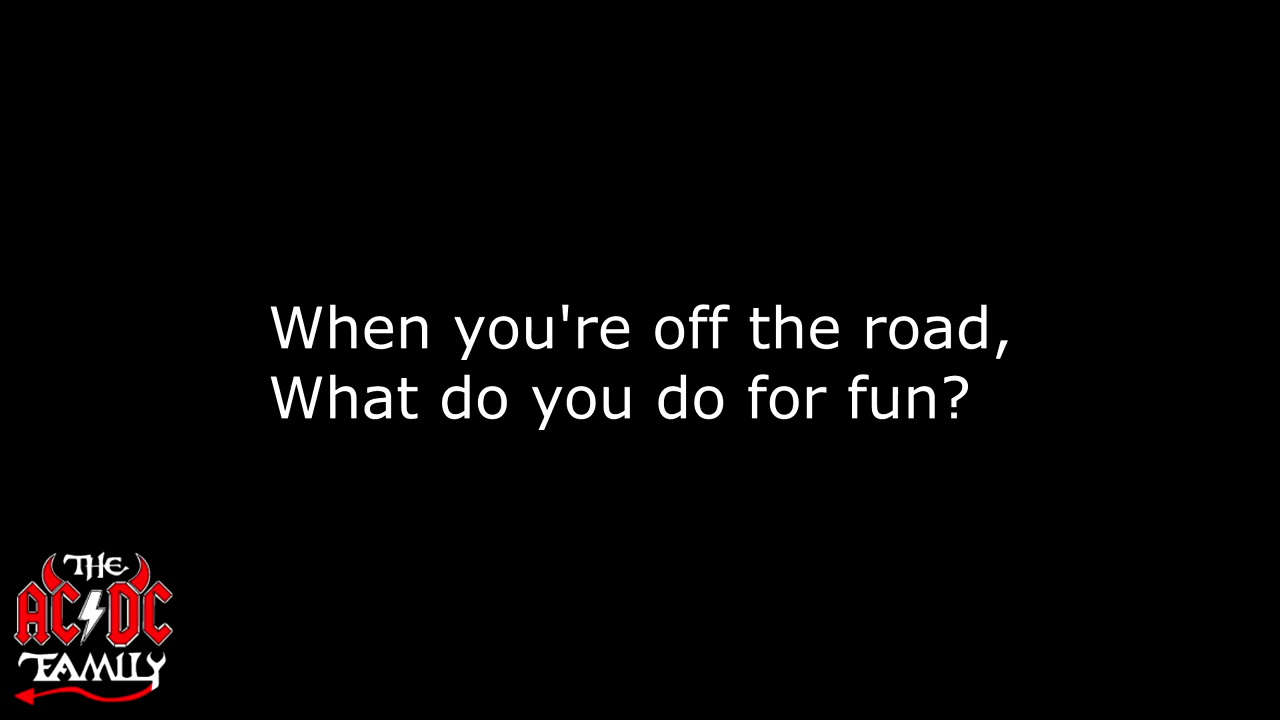 When you're off the road,
What do you do for fun?
THE
AC⚡DC
FAMILY